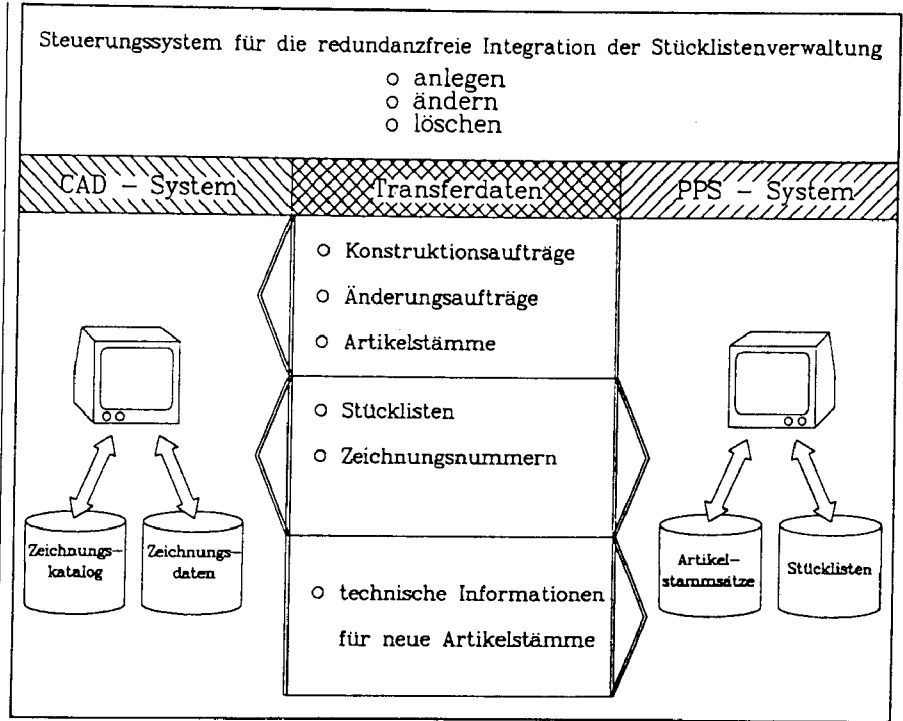 Steuerungssystem für die redundanzfreie Integration der Stücklistenverwaltung
o anlegen
o ändern
o löschen
CAD – System
Transferdaten
PPS – System
o Konstruktionsaufträge
o Änderungsaufträge
o Artikelstämme
o Stücklisten
o Zeichnungsnummern
o technische Informationen
für neue Artikelstämme
Zeichnungs-
katalog
Zeichnungs-
daten
Artikel-
stammsätze
Stücklisten